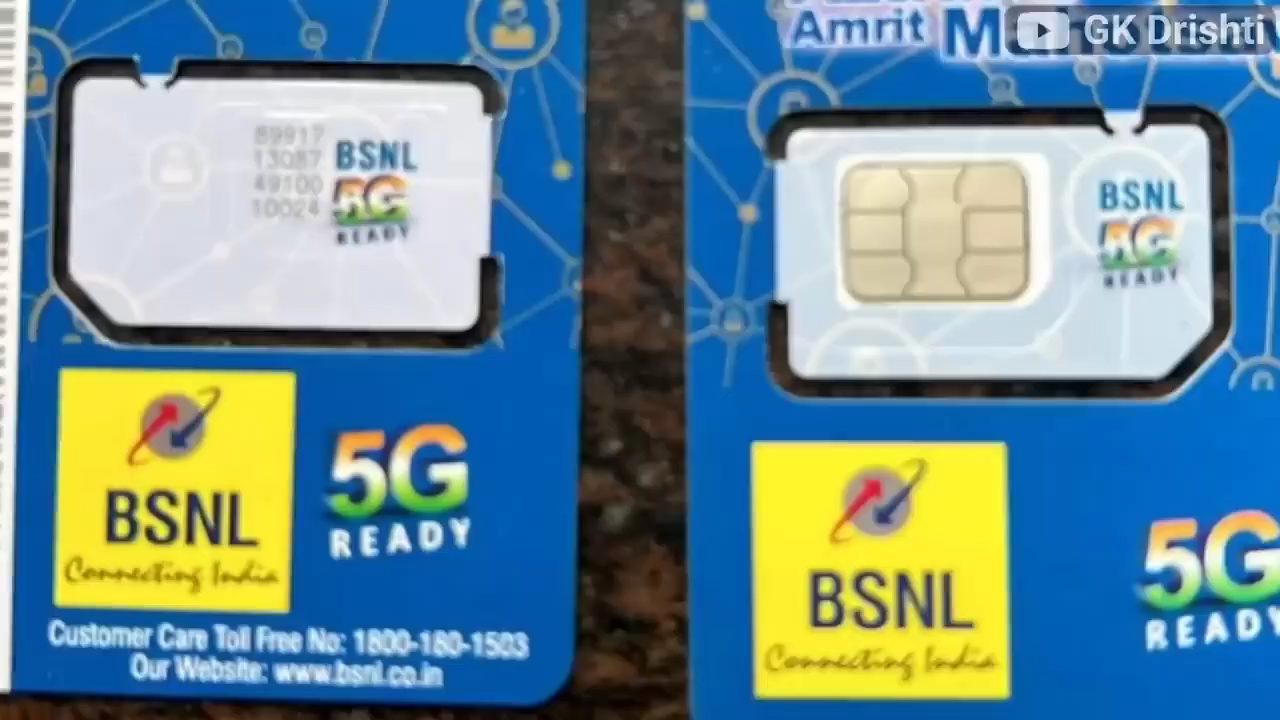 89917
13087
49100
10024
BSNL
5G
READY
BSNL
Connecting India
5G
READY
Customer Care Toll Free No: 1800-180-1503
Our Website: www.bsnl.co.in
Amrit
GK Drishti
BSNL
5G
READY
BSNL
Connecting India
5G
READY